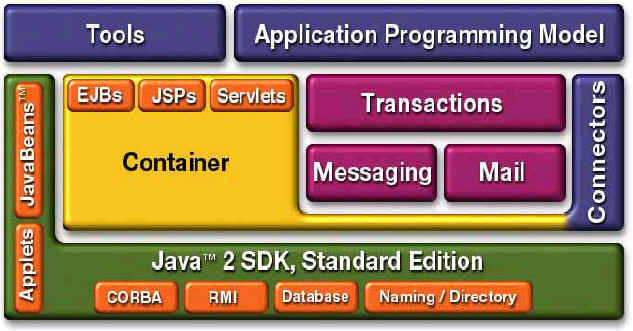 Tools
Application Programming Model
JavaBeans™
EJBs
JSPs
Servlets
Container
Transactions
Messaging
Mail
Connectors
Applets
Java™ 2 SDK, Standard Edition
CORBA
RMI
Database
Naming / Directory